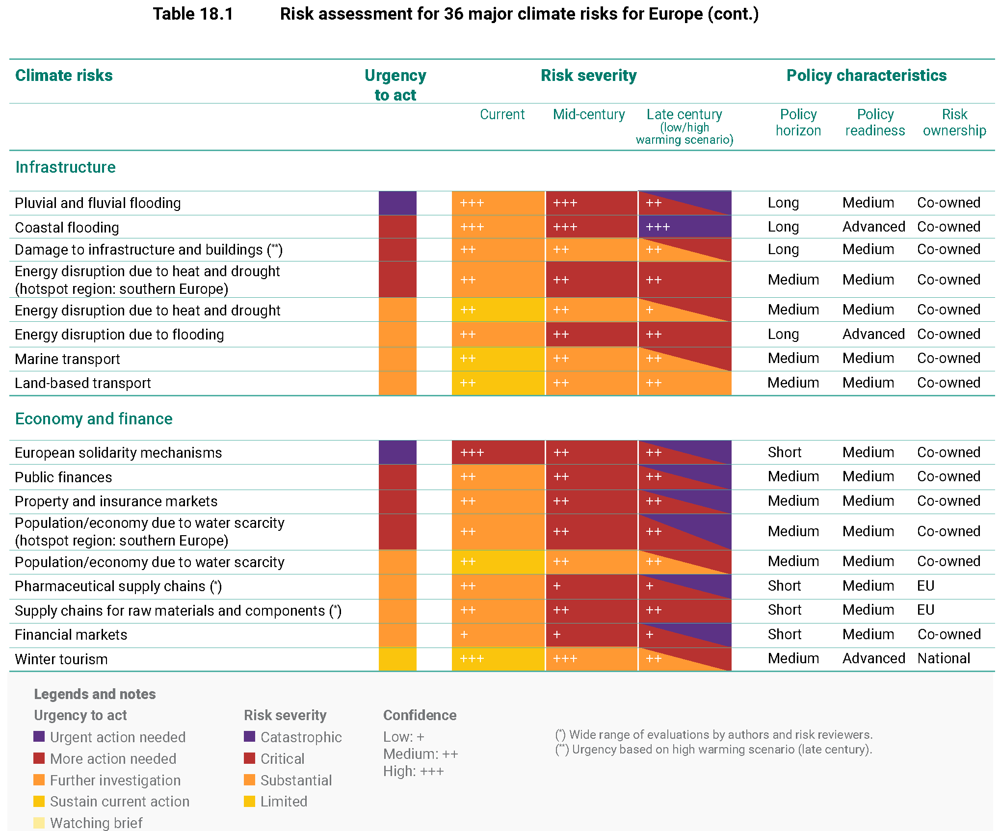 Table 18.1 Risk assessment for 36 major climate risks for Europe (cont.)
Climate risks Urgency to act Risk severity Policy characteristics
Current Mid-century Late century (low/high warming scenario) Policy horizon Policy readiness Risk ownership
Infrastructure
Pluvial and fluvial flooding +++ +++ ++ Long Medium Co-owned
Coastal flooding +++ +++ +++ Long Advanced Co-owned
Damage to infrastructure and buildings (**) ++ ++ ++ Long Medium Co-owned
Energy disruption due to heat and drought
(hotspot region: southern Europe) ++ ++ ++ Medium Medium Co-owned
Energy disruption due to heat and drought ++ ++ + Medium Medium Co-owned
Energy disruption due to flooding ++ ++ ++ Long Advanced Co-owned
Marine transport ++ ++ ++ Medium Medium Co-owned
Land-based transport ++ ++ ++ Medium Medium Co-owned
Economy and finance
European solidarity mechanisms +++ ++ ++ Short Medium Co-owned
Public finances ++ ++ ++ Medium Medium Co-owned
Property and insurance markets ++ ++ ++ Medium Medium Co-owned
Population/economy due to water scarcity
(hotspot region: southern Europe) ++ ++ ++ Medium Medium Co-owned
Population/economy due to water scarcity ++ ++ ++ Medium Medium Co-owned
Pharmaceutical supply chains (*) ++ + + Short Medium EU
Supply chains for raw materials and components (*) ++ ++ ++ Short Medium EU
Financial markets + + + Short Medium Co-owned
Winter tourism +++ +++ ++ Medium Advanced National
Legends and notes
Urgency to act
Urgent action needed
More action needed
Further investigation
Sustain current action
Watching brief
Risk severity
Catastrophic
Critical
Substantial
Limited
Confidence
Low: +
Medium: ++
High: +++
(*) Wide range of evaluations by authors and risk reviewers.
(**) Urgency based on high warming scenario (late century).